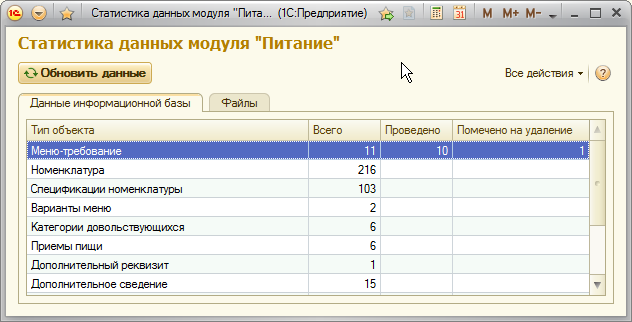 Статистика данных модуля "Пита... (1С:Предприятие)
M M+ M-
Статистика данных модуля "Питание"
Обновить данные
Все действия
?
Данные информационной базы Файлы
Тип объекта Всего Проведено Помечено на удаление
Меню-требование 11 10 1
Номенклатура 216
Спецификации номенклатуры 103
Варианты меню 2
Категории довольствующихся 6
Приемы пищи 6
Дополнительный реквизит 1
Дополнительное сведение 15